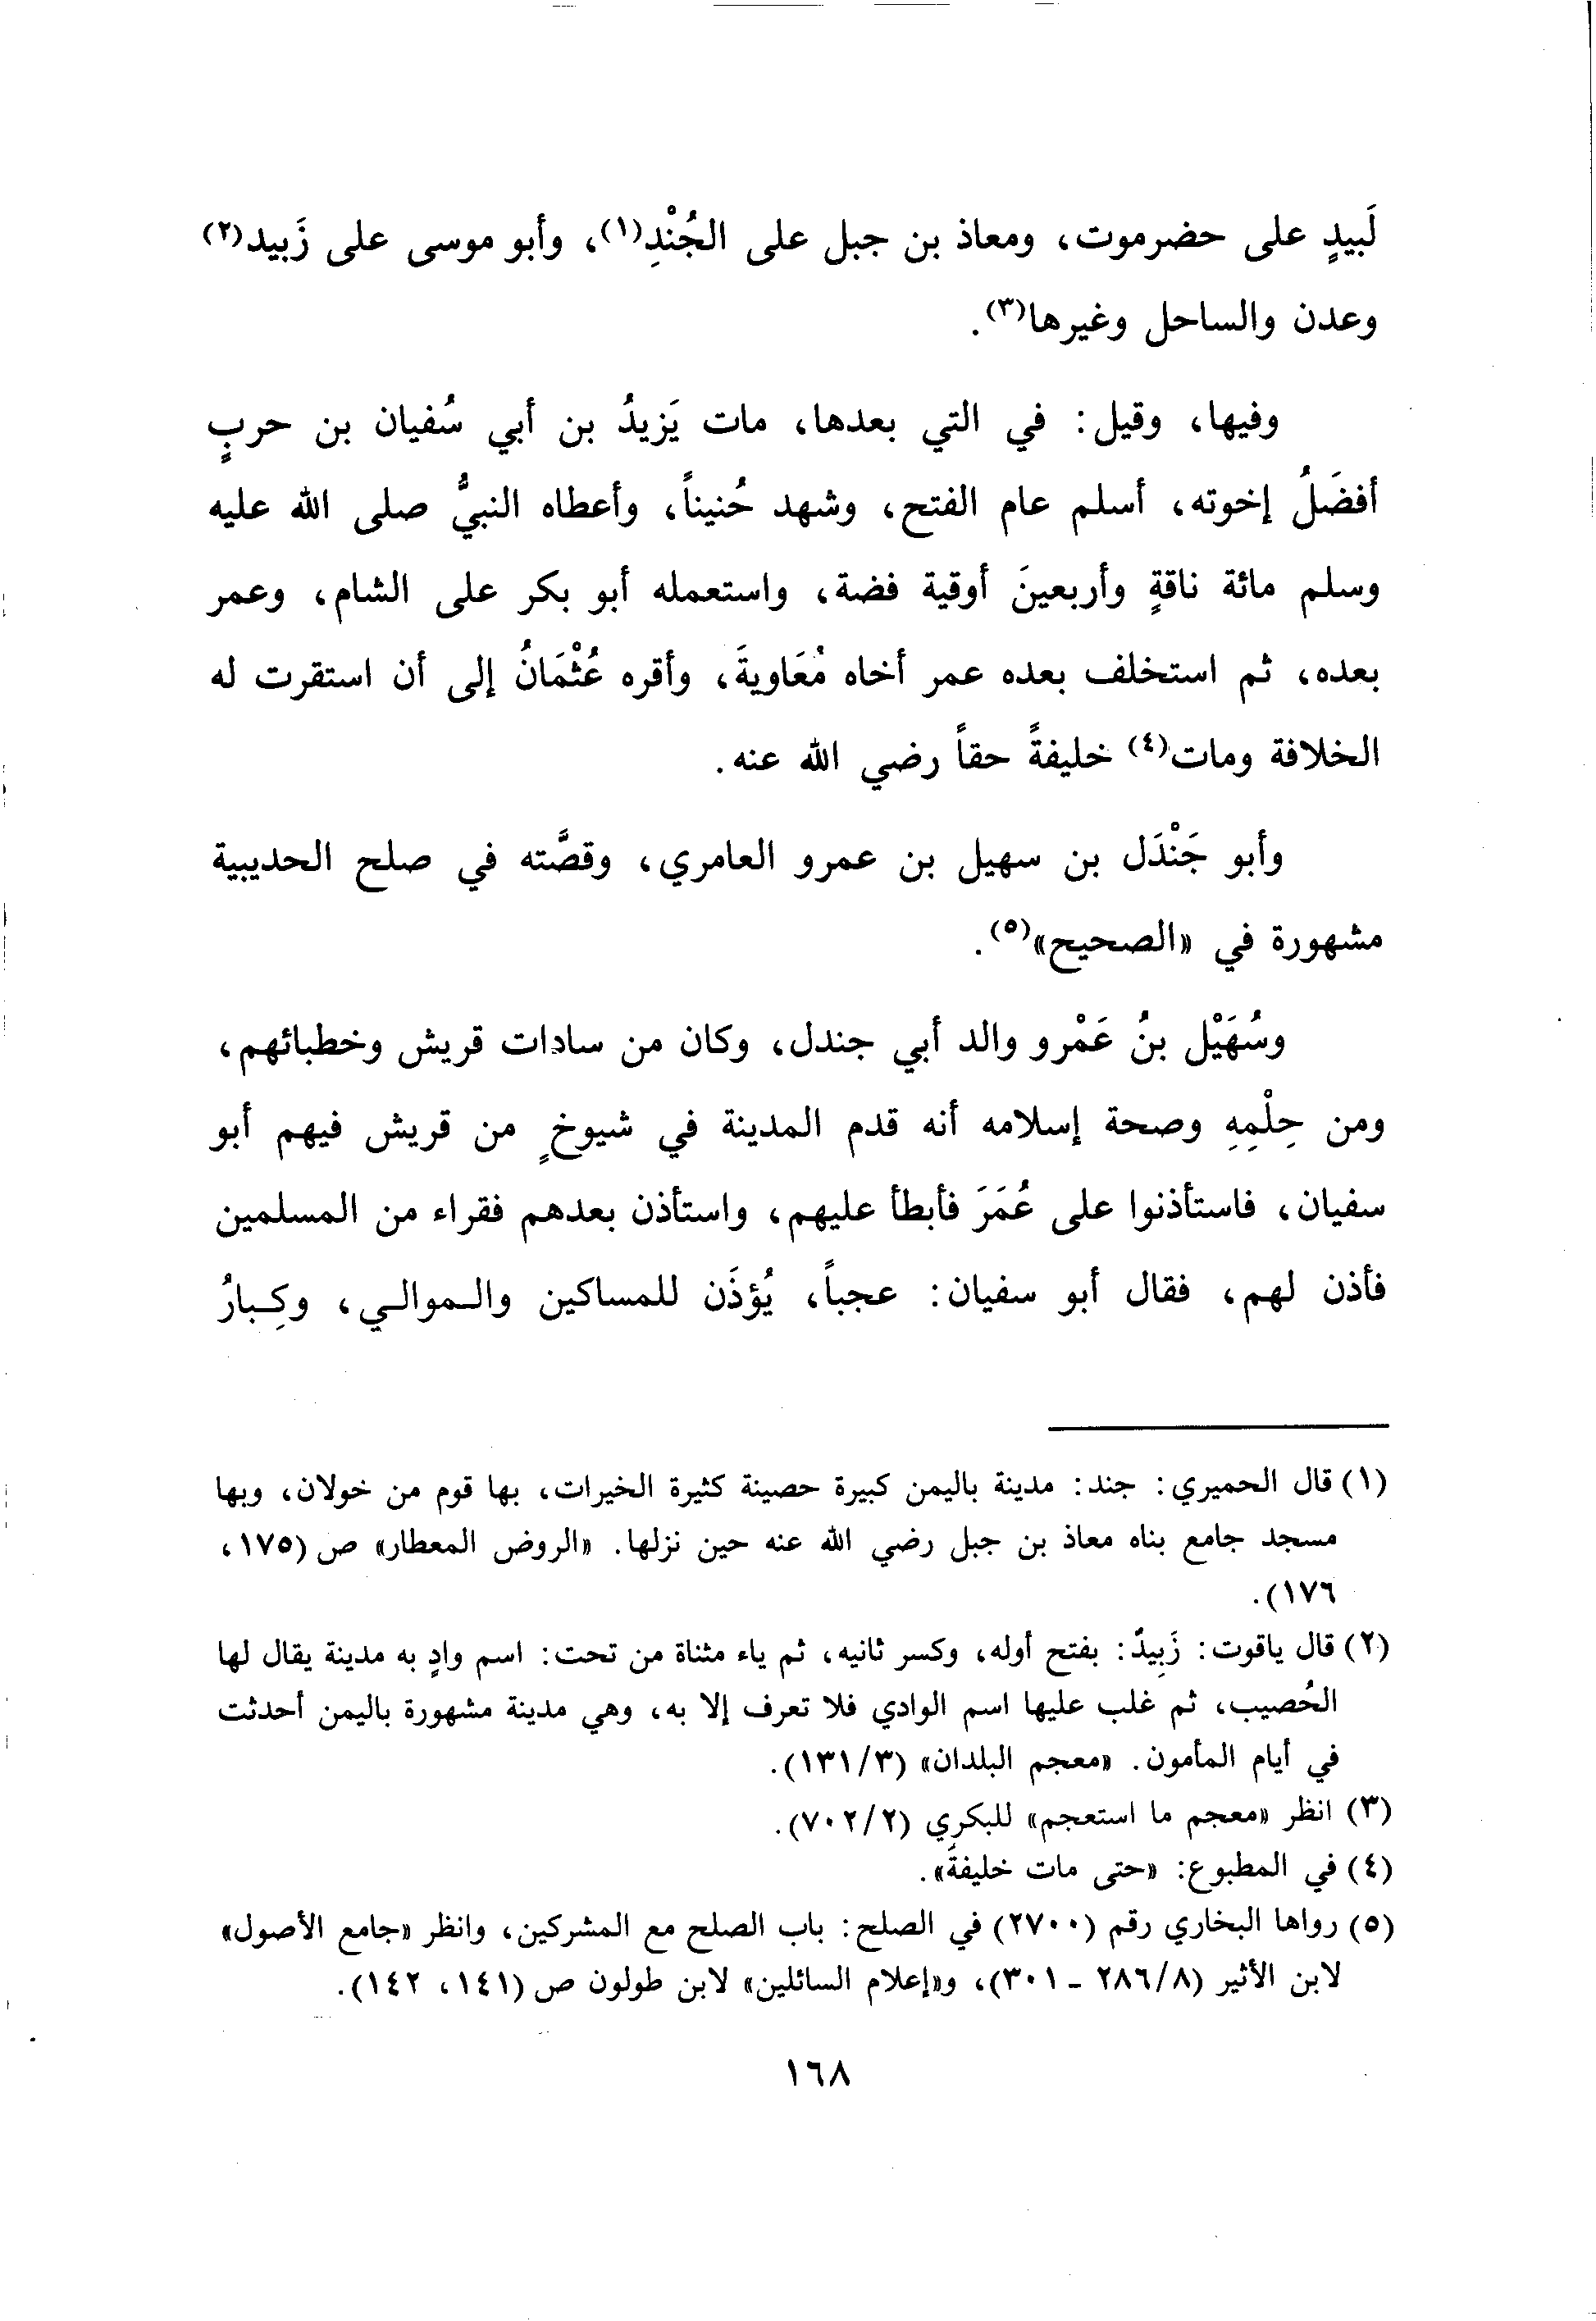 لَبيدٍ على حضرموت، ومعاذ بن جبل على الجُنْدِ(١)، وأبو موسى على زَبيد(٢)
وعدن والساحل وغيرها(٣).
وفيها، وقيل: في التي بعدها، مات يَزيدُ بن أبي سُفيان بن حربٍ
أفضَلُ إخوته، أسلم عام الفتح، وشهد حُنيناً، وأعطاه النبيُّ صلى الله عليه
وسلم مائة ناقةٍ وأربعينَ أوقية فضة، واستعمله أبو بكر على الشام، وعمر
بعده، ثم استخلف بعده عمر أخاه مُعَاويةَ، وأقره عُثْمَانُ إلى أن استقرت له
الخلافة ومات(٤) خليفةً حقاً رضي الله عنه.
وأبو جَنْدَل بن سهيل بن عمرو العامري، وقصَّته في صلح الحديبية
مشهورة في «الصحيح»(٥).
وسُهَيْل بنُ عَمْرو والد أبي جندل، وكان من سادات قريش وخطبائهم،
ومن حِلْمِهِ وصحة إسلامه أنه قدم المدينة في شيوخٍ من قريش فيهم أبو
سفيان، فاستأذنوا على عُمَرَ فأبطأ عليهم، واستأذن بعدهم فقراء من المسلمين
فأذن لهم، فقال أبو سفيان: عجباً، يُؤذَن للمساكين والـموالـي، وكِـبارُ
(١) قال الحميري: جند: مدينة باليمن كبيرة حصينة كثيرة الخيرات، بها قوم من خولان، وبها
مسجد جامع بناه معاذ بن جبل رضي الله عنه حين نزلها. «الروض المعطار» ص (١٧٥،
١٧٦).
(٢) قال ياقوت: زَبِيدٌ: بفتح أوله، وكسر ثانيه، ثم ياء مثناة من تحت: اسم وادٍ به مدينة يقال لها
الحُصيب، ثم غلب عليها اسم الوادي فلا تعرف إلا به، وهي مدينة مشهورة باليمن أحدثت
في أيام المأمون. «معجم البلدان» (١٣١/٣).
(٣) انظر «معجم ما استعجم» للبكري (٧٠٢/٢).
(٤) في المطبوع: «حتى مات خليفةً».
(٥) رواها البخاري رقم (٢٧٠٠) في الصلح: باب الصلح مع المشركين، وانظر «جامع الأصول»
لابن الأثير (٢٨٦/٨ - ٣٠١)، و«إعلام السائلين» لابن طولون ص (١٤١، ١٤٢).
١٦٨